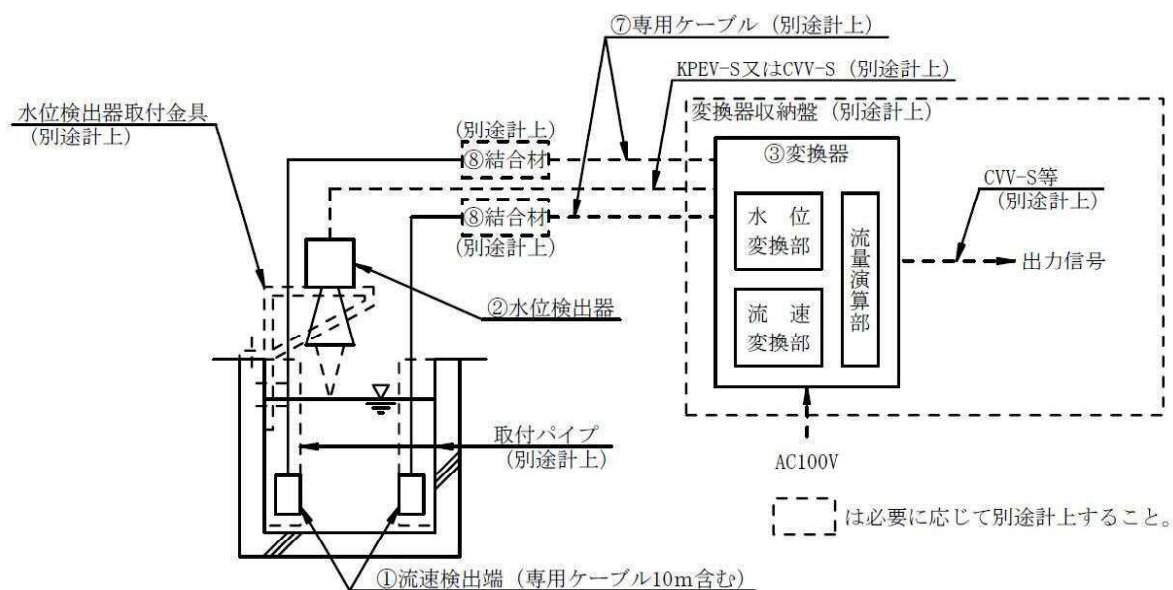 ⑦専用ケーブル (別途計上)
KPEV-S又はCVV-S (別途計上)
水位検出器取付金具
(別途計上)
変換器収納盤 (別途計上)
(別途計上)
⑧結合材
③変換器
CVV-S等
(別途計上)
⑧結合材
(別途計上)
水 位
変換部
流量演算部
出力信号
②水位検出器
流 速
変換部
取付パイプ
(別途計上)
AC100V
は必要に応じて別途計上すること。
①流速検出端 (専用ケーブル10m含む)